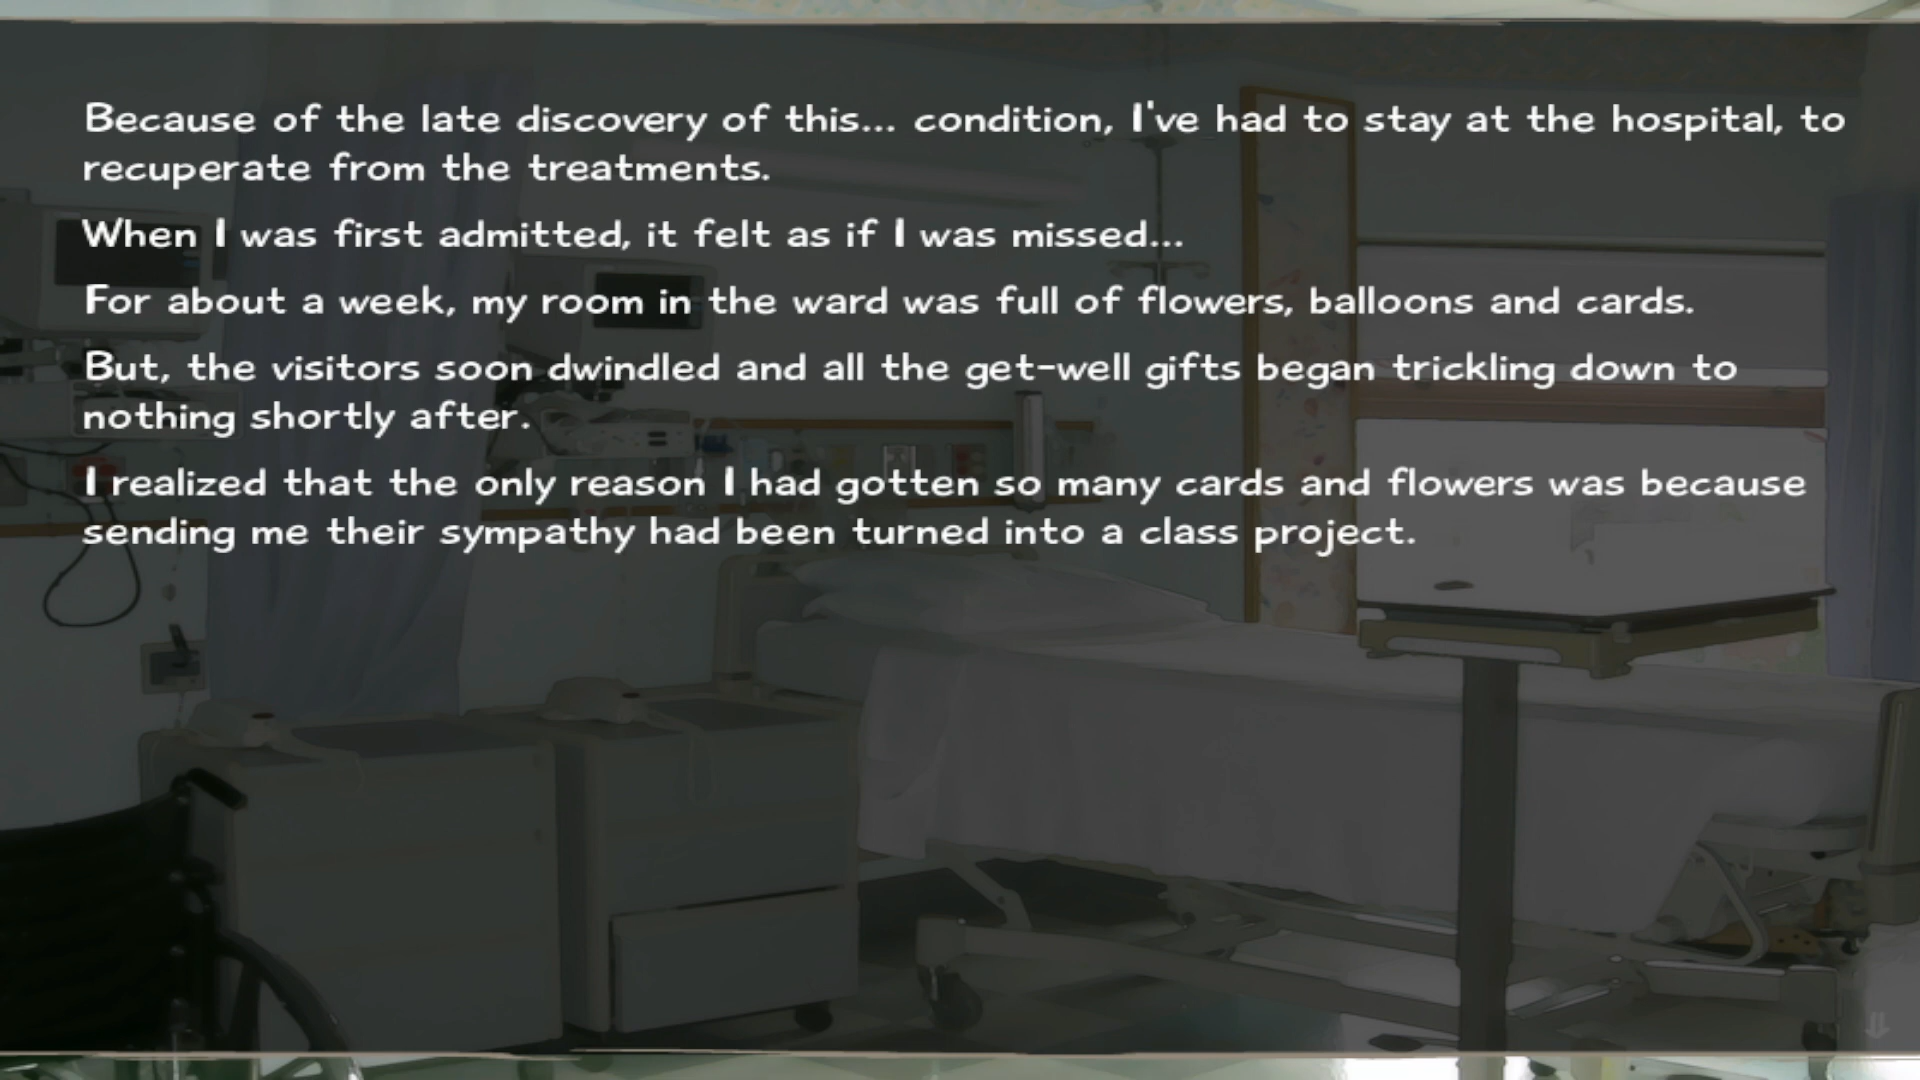 Because of the late discovery of this... condition, I've had to stay at the hospital, to
recuperate from the treatments.
When I was first admitted, it felt as if I was missed...
For about a week, my room in the ward was full of flowers, balloons and cards.
But, the visitors soon dwindled and all the get-well gifts began trickling down to
nothing shortly after.
I realized that the only reason I had gotten so many cards and flowers was because
sending me their sympathy had been turned into a class project.